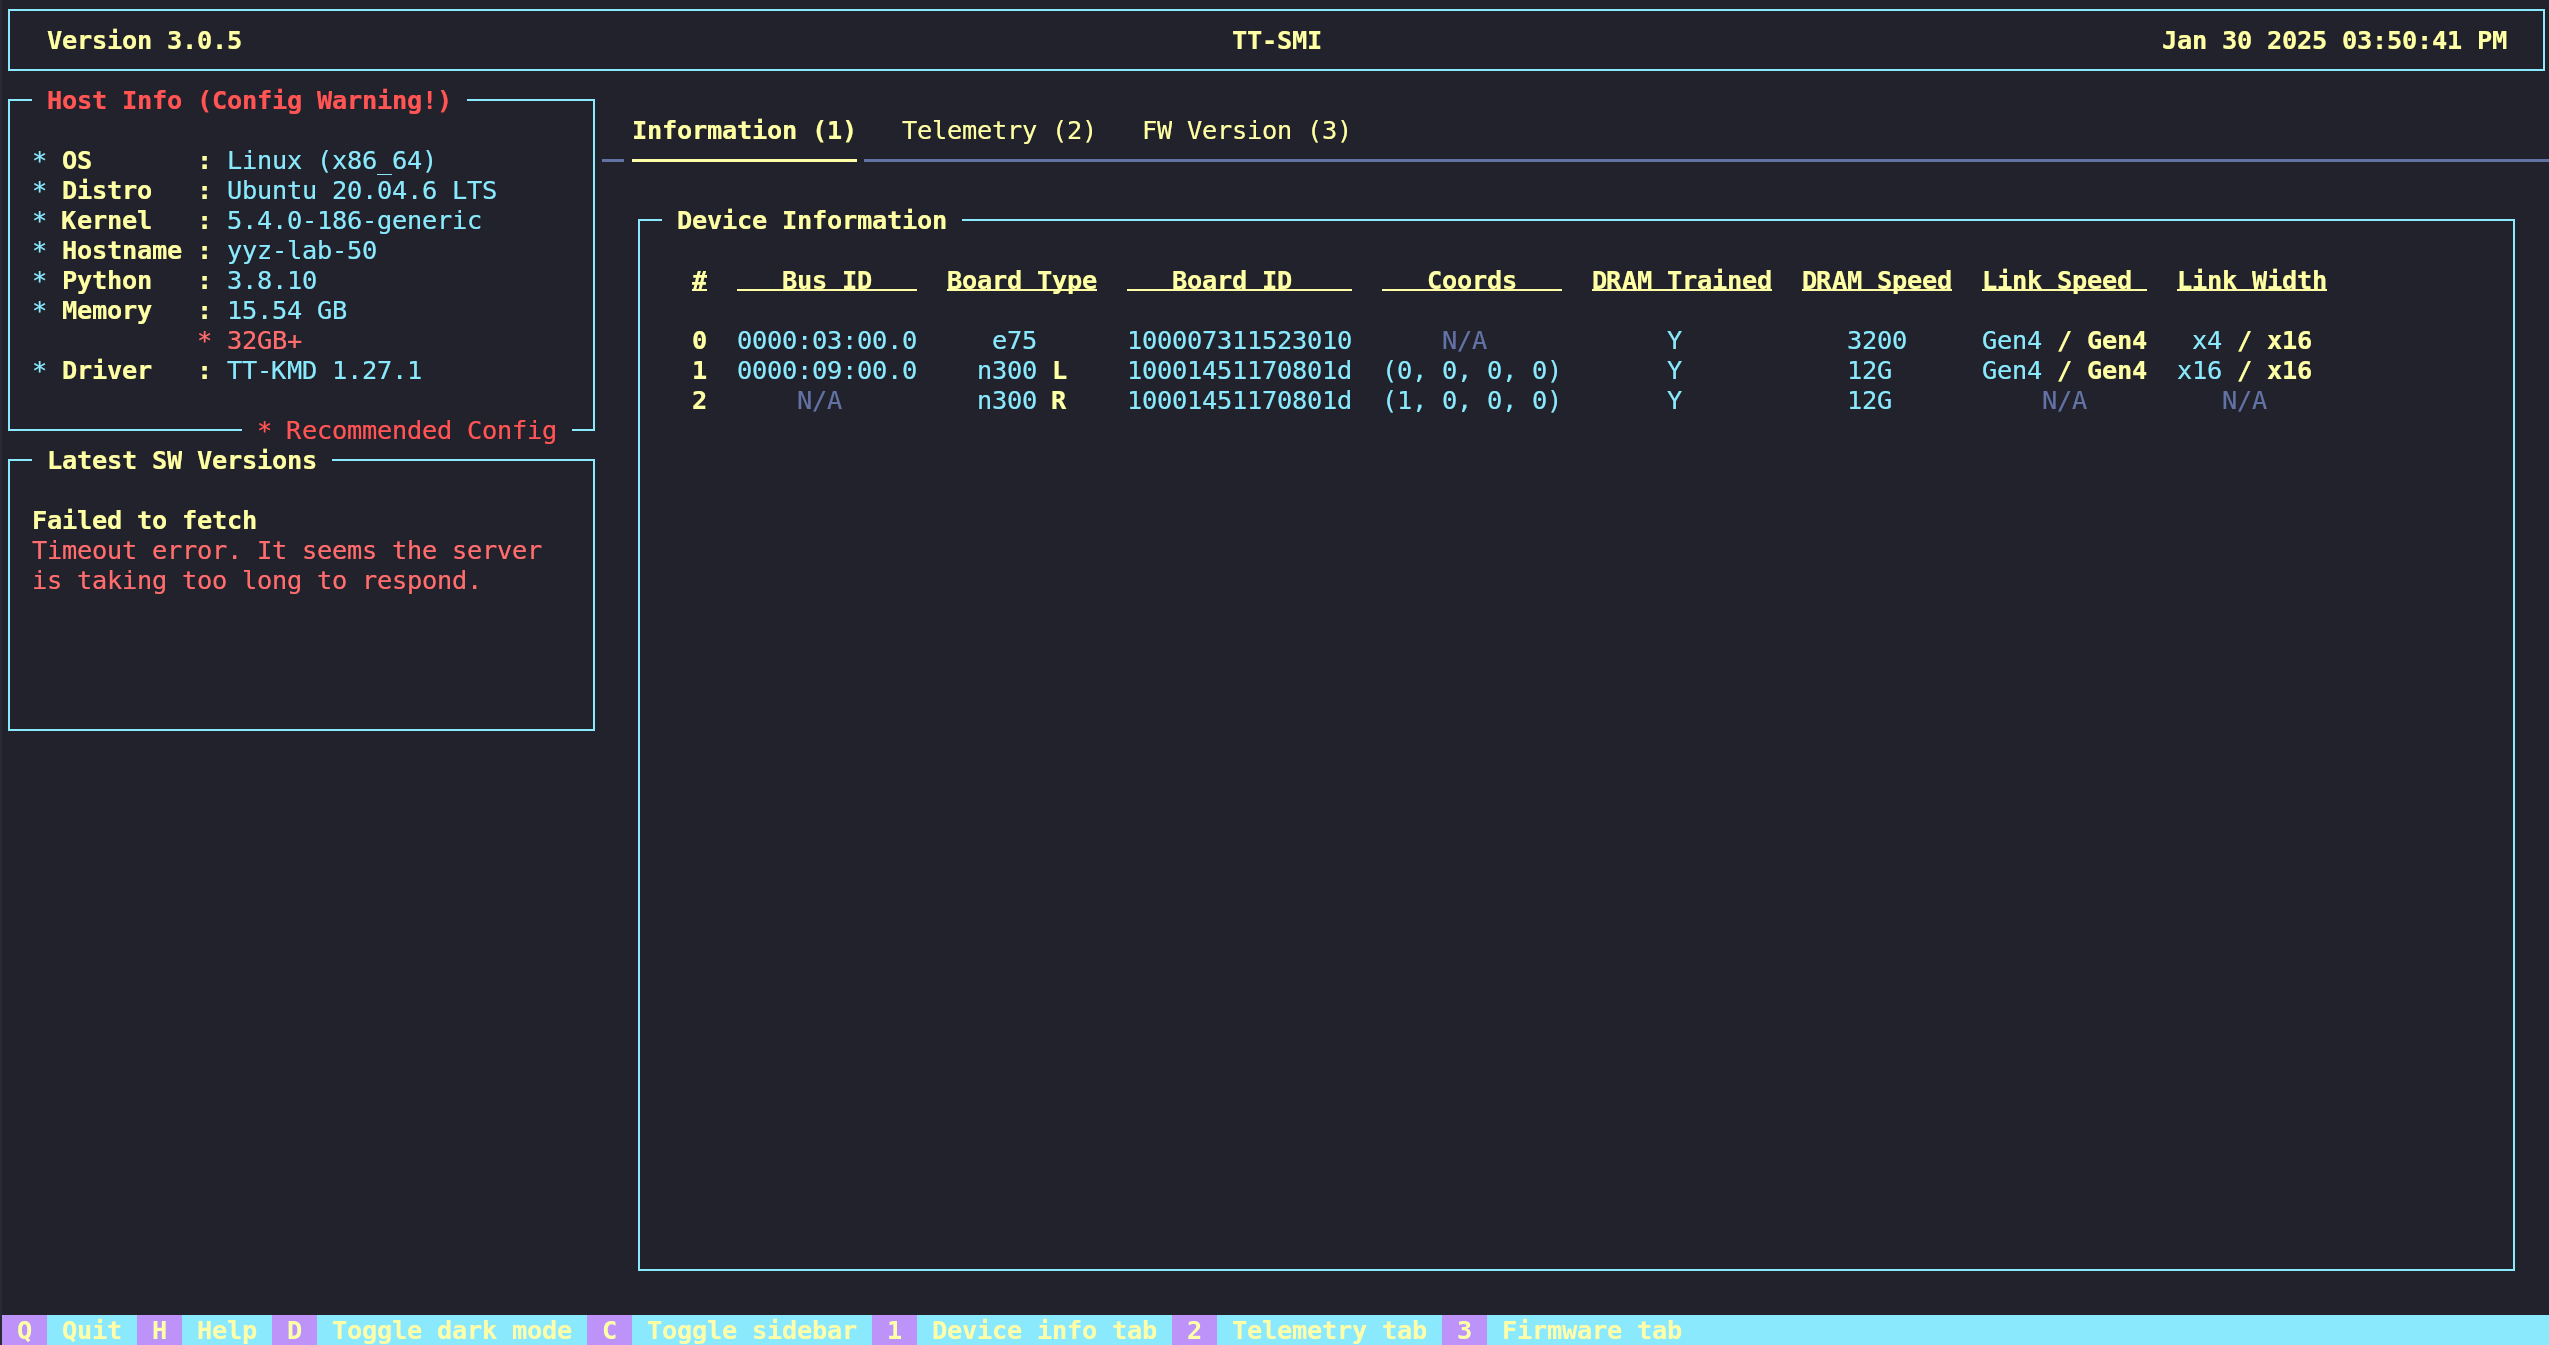 Version 3.0.5 TT-SMI Jan 30 2025 03:50:41 PM
Host Info (Config Warning!)
* OS : Linux (x86_64)
* Distro : Ubuntu 20.04.6 LTS
* Kernel : 5.4.0-186-generic
* Hostname : yyz-lab-50
* Python : 3.8.10
* Memory : 15.54 GB
* 32GB+
* Driver : TT-KMD 1.27.1
* Recommended Config
Latest SW Versions
Failed to fetch
Timeout error. It seems the server
is taking too long to respond.
Information (1) Telemetry (2) FW Version (3)
Device Information
# Bus ID Board Type Board ID Coords DRAM Trained DRAM Speed Link Speed Link Width
0 0000:03:00.0 e75 100007311523010 N/A Y 3200 Gen4 / Gen4 x4 / x16
1 0000:09:00.0 n300 L 10001451170801d (0, 0, 0, 0) Y 12G Gen4 / Gen4 x16 / x16
2 N/A n300 R 10001451170801d (1, 0, 0, 0) Y 12G N/A N/A
Q Quit H Help D Toggle dark mode C Toggle sidebar 1 Device info tab 2 Telemetry tab 3 Firmware tab